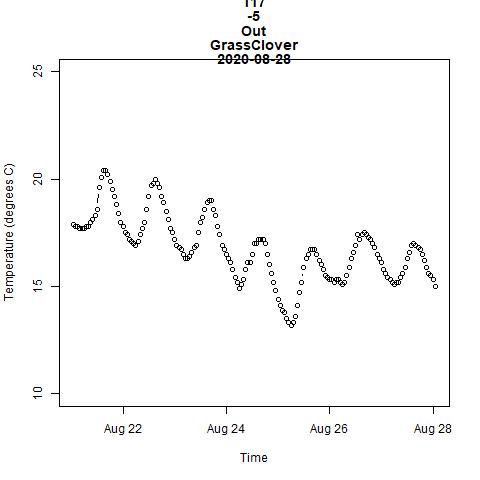 T17
-5
Out
GrassClover
2020-08-28
25
20
15
10
Temperature (degrees C)
Aug 22
Aug 24
Aug 26
Aug 28
Time